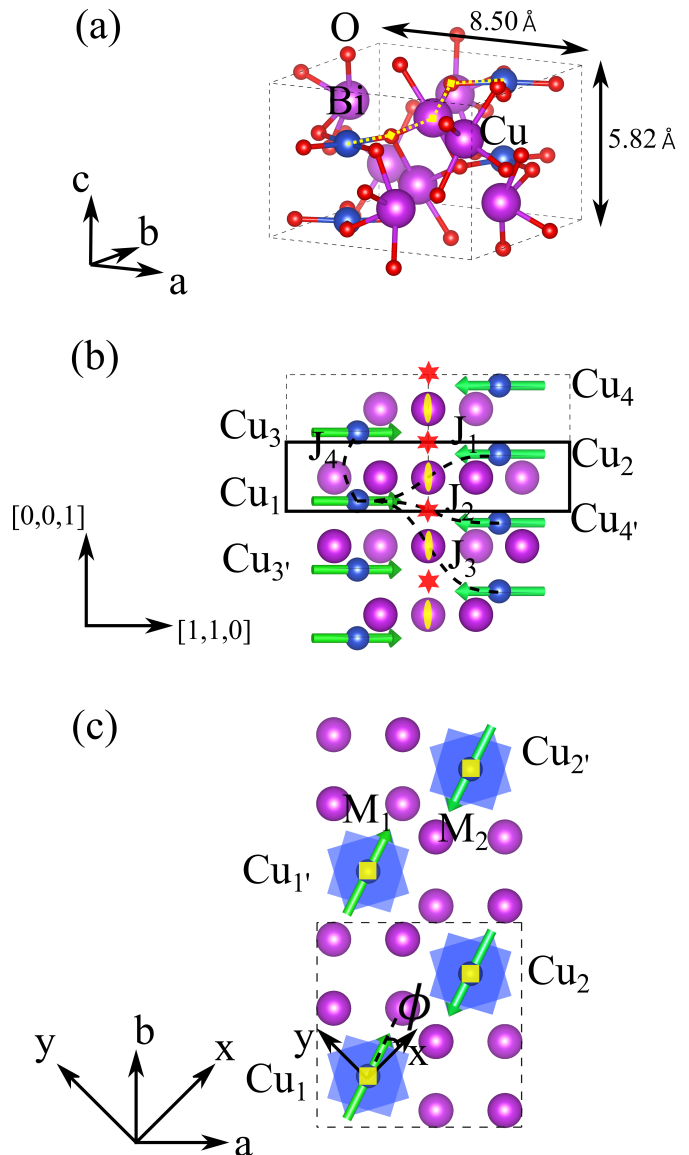 (a)
O
8.50 Å
Bi
Cu
5.82 Å
c
b
a
(b)
Cu4
Cu3
J1
J4
Cu2
Cu1
J2
[0,0,1]
Cu4'
J3
Cu3'
[1,1,0]
(c)
Cu2'
M1
M2
Cu1'
Cu2
ϕ
y
x
Cu1
y
b
x
a